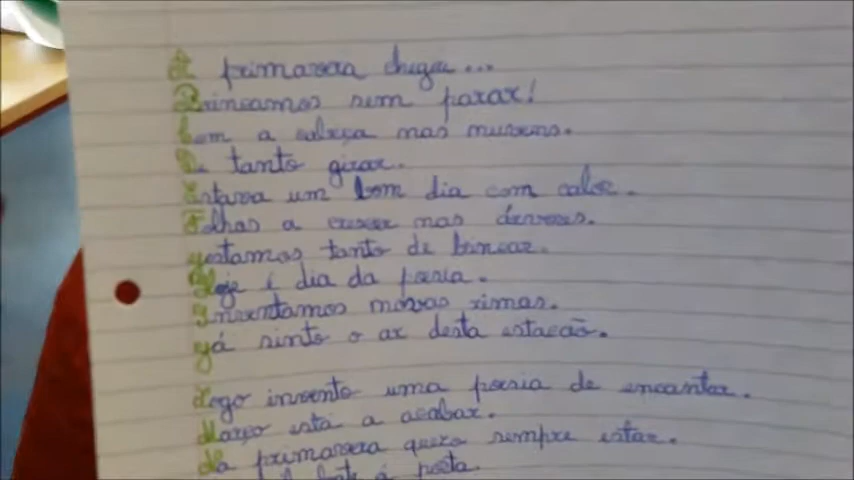 A primavera chegou...
Brincamos sem parar!
Com a cabeça nas nuvens.
De tanto girar.
Estava um bom dia com calor.
Folhas a crescer nas árvores.
gostamos tanto de brincar.
Hoje é dia da poesia.
Inventamos novas rimas.
já sinto o ar desta estacão.
Logo invento uma poesia de encantar.
Março está a acabar.
Na primavera quero sempre estar.
poeta.